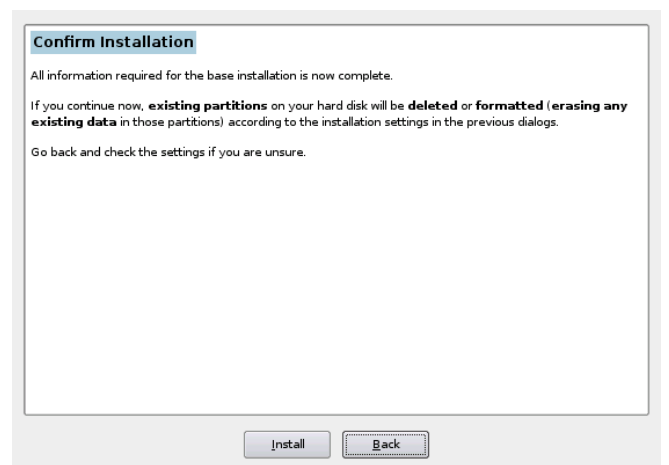 Confirm Installation
All information required for the base installation is now complete.
If you continue now, existing partitions on your hard disk will be deleted or formatted (erasing any
existing data in those partitions) according to the installation settings in the previous dialogs.
Go back and check the settings if you are unsure.
Install Back